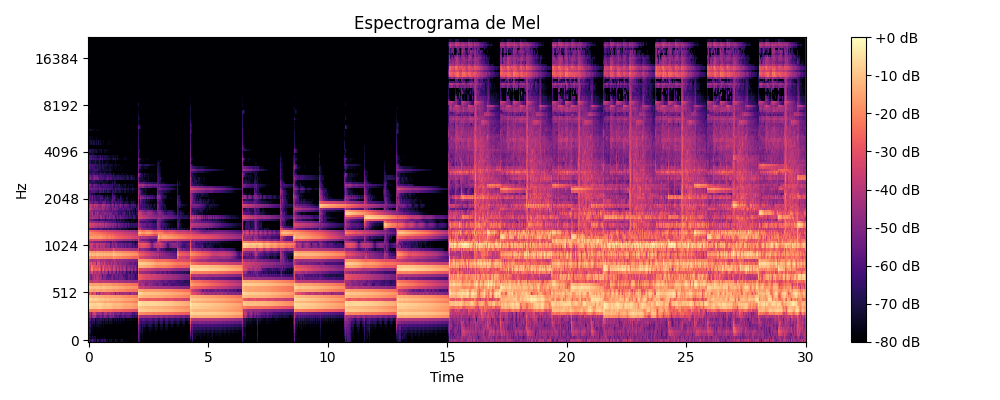 Espectrograma de Mel
Hz
16384
8192
4096
2048
1024
512
0
0 5 10 15 20 25 30
Time
+0 dB
-10 dB
-20 dB
-30 dB
-40 dB
-50 dB
-60 dB
-70 dB
-80 dB